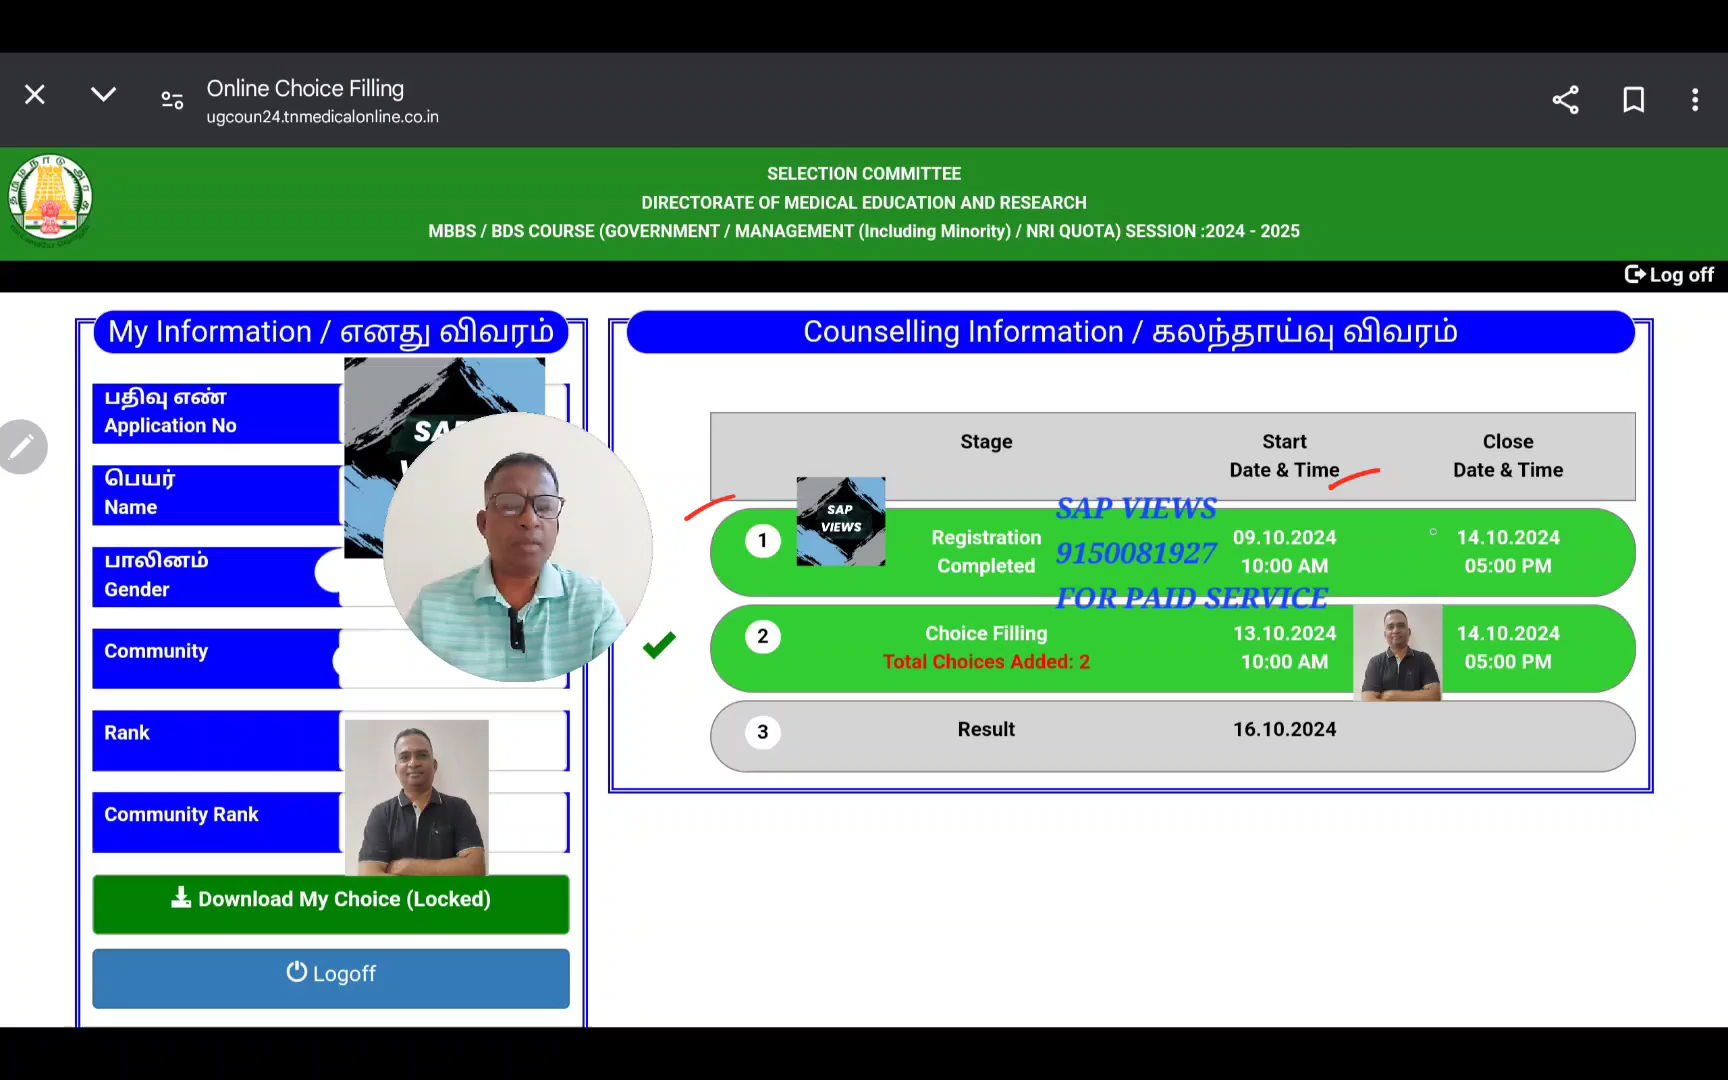 Online Choice Filling
ugcoun24.tnmedicalonline.co.in
SELECTION COMMITTEE
DIRECTORATE OF MEDICAL EDUCATION AND RESEARCH
MBBS / BDS COURSE (GOVERNMENT / MANAGEMENT (Including Minority) / NRI QUOTA) SESSION :2024 - 2025
Log off
My Information / எனது விவரம்
பதிவு எண்
Application No
பெயர்
Name
பாலினம்
Gender
Community
Rank
Community Rank
Download My Choice (Locked)
Logoff
Counselling Information / கலந்தாய்வு விவரம்
Stage
Start
Date & Time
Close
Date & Time
1
SAP
VIEWS
Registration
Completed
SAP VIEWS
9150081927
FOR PAID SERVICE
09.10.2024
10:00 AM
14.10.2024
05:00 PM
2
Choice Filling
Total Choices Added: 2
13.10.2024
10:00 AM
14.10.2024
05:00 PM
3
Result
16.10.2024